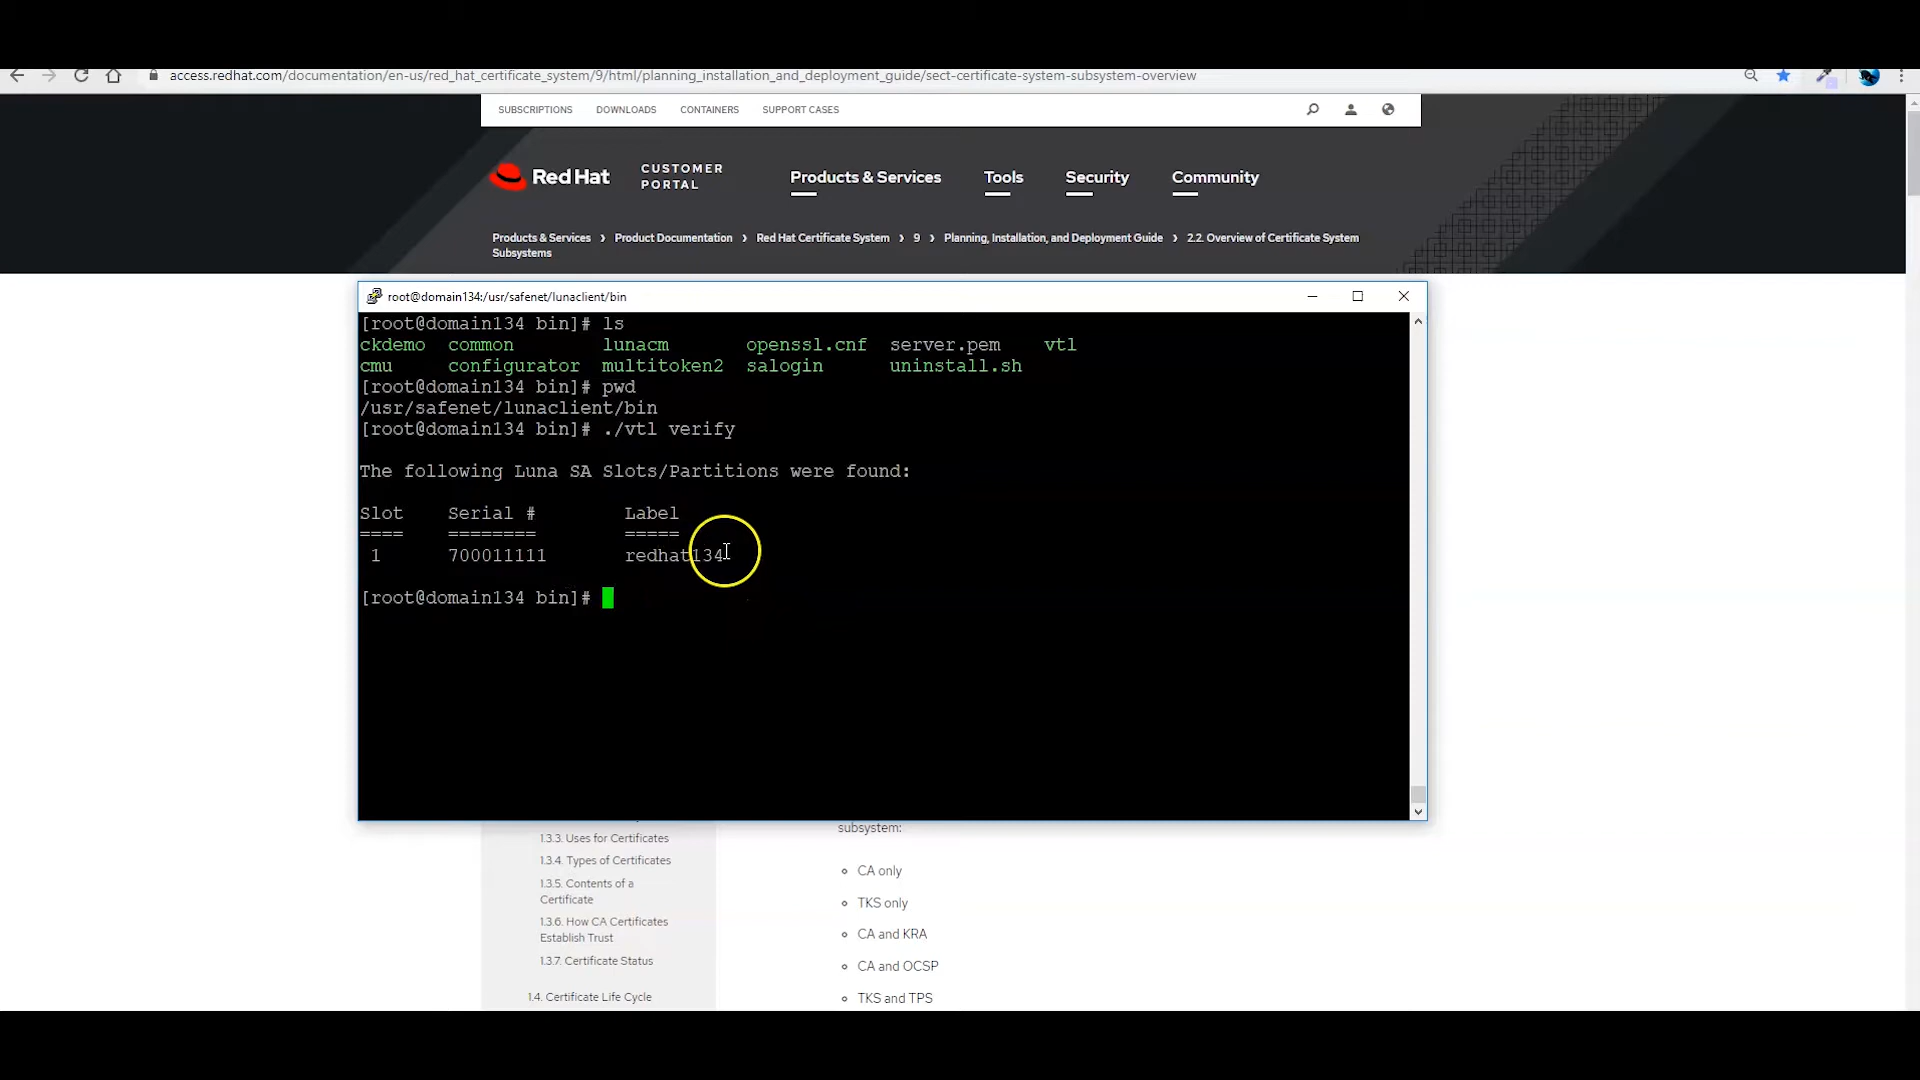 access.redhat.com/documentation/en-us/red_hat_certificate_system/9/html/planning_installation_and_deployment_guide/sect-certificate-system-subsystem-overview
SUBSCRIPTIONS DOWNLOADS CONTAINERS SUPPORT CASES
Red Hat
CUSTOMER
PORTAL
Products & Services Tools Security Community
Products & Services › Product Documentation › Red Hat Certificate System › 9 › Planning, Installation, and Deployment Guide › 2.2. Overview of Certificate System
Subsystems
root@domain134:/usr/safenet/lunaclient/bin
[root@domain134 bin]# ls
ckdemo common lunacm openssl.cnf server.pem vtl
cmu configurator multitoken2 salogin uninstall.sh
[root@domain134 bin]# pwd
/usr/safenet/lunaclient/bin
[root@domain134 bin]# ./vtl verify
The following Luna SA Slots/Partitions were found:
Slot Serial # Label
==== ======== =====
1 700011111 redhat134
[root@domain134 bin]#
1.3.3. Uses for Certificates
1.3.4. Types of Certificates
1.3.5. Contents of a
Certificate
1.3.6. How CA Certificates
Establish Trust
1.3.7. Certificate Status
1.4. Certificate Life Cycle
subsystem:
CA only
TKS only
CA and KRA
CA and OCSP
TKS and TPS